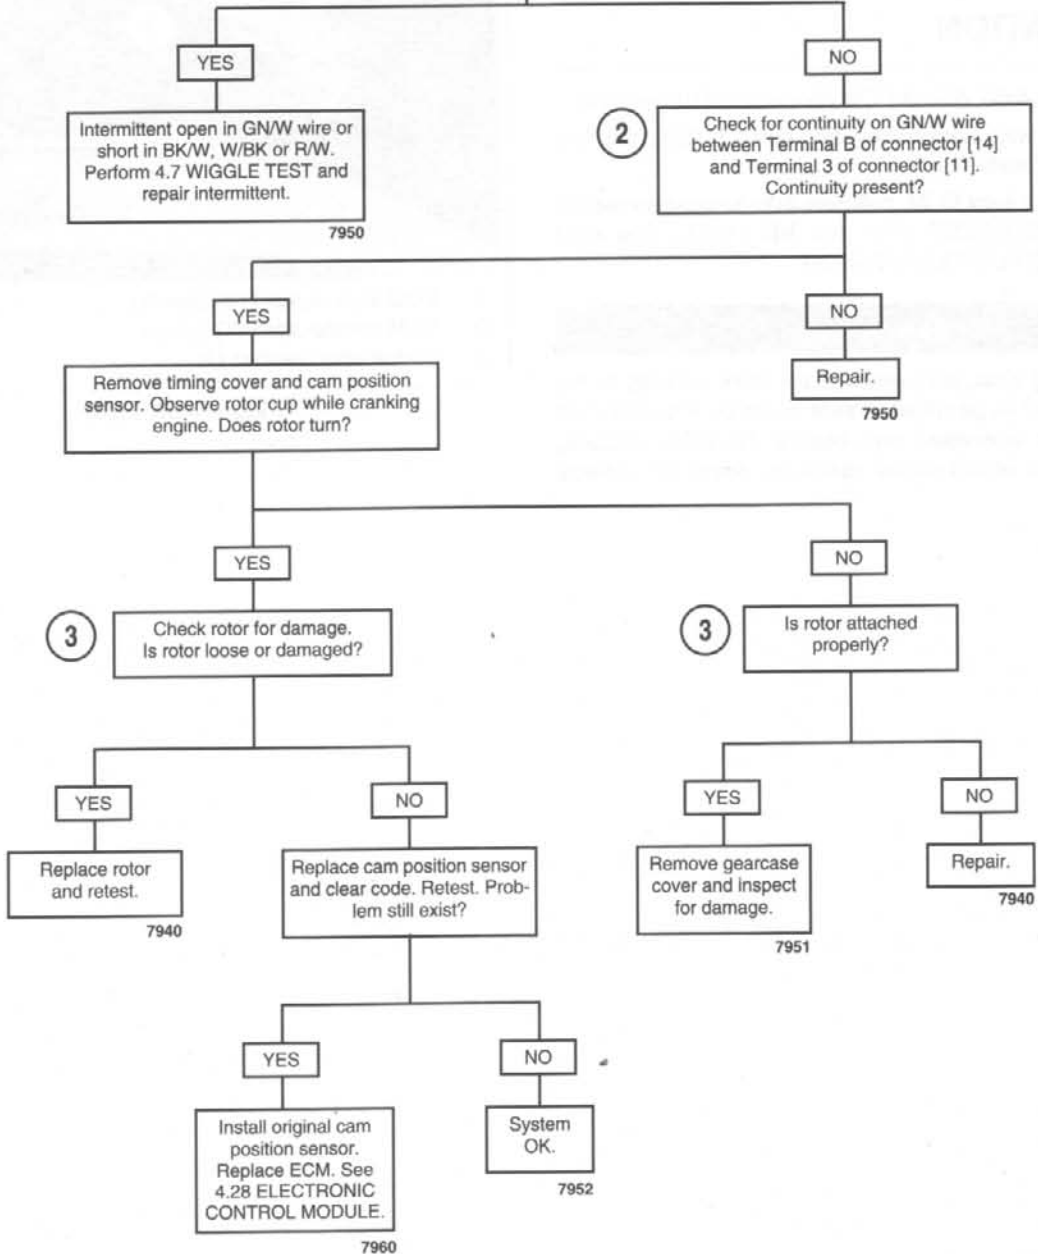 YES
NO
Intermittent open in GN/W wire or
short in BK/W, W/BK or R/W.
Perform 4.7 WIGGLE TEST and
repair intermittent.
7950
2
Check for continuity on GN/W wire
between Terminal B of connector [14]
and Terminal 3 of connector [11].
Continuity present?
YES
NO
Remove timing cover and cam position
sensor. Observe rotor cup while cranking
engine. Does rotor turn?
Repair.
7950
YES
NO
3
Check rotor for damage.
Is rotor loose or damaged?
3
Is rotor attached
properly?
YES
NO
YES
NO
Replace rotor
and retest.
7940
Replace cam position sensor
and clear code. Retest. Prob-
lem still exist?
Remove gearcase
cover and inspect
for damage.
7951
Repair.
7940
YES
NO
Install original cam
position sensor.
Replace ECM. See
4.28 ELECTRONIC
CONTROL MODULE.
7960
System
OK.
7952